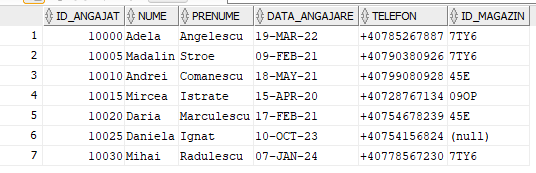 ID_ANGAJAT NUME PRENUME DATA_ANGAJARE TELEFON ID_MAGAZIN
1 10000 Adela Angelescu 19-MAR-22 +40785267887 7TY6
2 10005 Madalin Stroe 09-FEB-21 +40790380926 7TY6
3 10010 Andrei Comanescu 18-MAY-21 +40799080928 45E
4 10015 Mircea Istrate 15-APR-20 +40728767134 09OP
5 10020 Daria Marculescu 17-FEB-21 +40754678239 45E
6 10025 Daniela Ignat 10-OCT-23 +40754156824 (null)
7 10030 Mihai Radulescu 07-JAN-24 +40778567230 7TY6